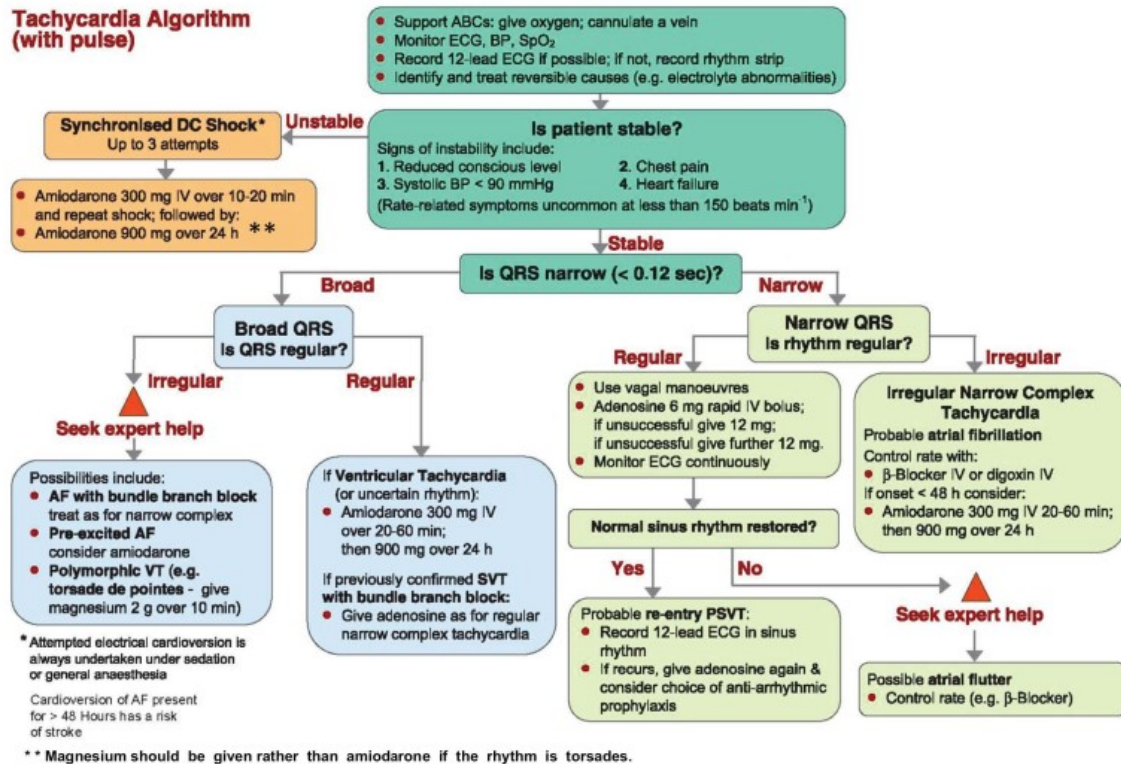 Tachycardia Algorithm
(with pulse)
Support ABCs: give oxygen; cannulate a vein
Monitor ECG, BP, SpO₂
Record 12-lead ECG if possible; if not, record rhythm strip
Identify and treat reversible causes (e.g. electrolyte abnormalities)
Is patient stable?
Signs of instability include:
1. Reduced conscious level 2. Chest pain
3. Systolic BP < 90 mmHg 4. Heart failure
(Rate-related symptoms uncommon at less than 150 beats min⁻¹)
Unstable
Synchronised DC Shock*
Up to 3 attempts
Amiodarone 300 mg IV over 10-20 min
and repeat shock; followed by:
Amiodarone 900 mg over 24 h **
Stable
Is QRS narrow (< 0.12 sec)?
Broad
Narrow
Broad QRS
Is QRS regular?
Irregular
Regular
Seek expert help
Possibilities include:
AF with bundle branch block
treat as for narrow complex
Pre-excited AF
consider amiodarone
Polymorphic VT (e.g.
torsade de pointes - give
magnesium 2 g over 10 min)
If Ventricular Tachycardia
(or uncertain rhythm):
Amiodarone 300 mg IV
over 20-60 min;
then 900 mg over 24 h
If previously confirmed SVT
with bundle branch block:
Give adenosine as for regular
narrow complex tachycardia
Narrow QRS
Is rhythm regular?
Regular
Irregular
Use vagal manoeuvres
Adenosine 6 mg rapid IV bolus;
if unsuccessful give 12 mg;
if unsuccessful give further 12 mg.
Monitor ECG continuously
Irregular Narrow Complex
Tachycardia
Probable atrial fibrillation
Control rate with:
β-Blocker IV or digoxin IV
If onset < 48 h consider:
Amiodarone 300 mg IV 20-60 min;
then 900 mg over 24 h
Normal sinus rhythm restored?
Yes
No
Probable re-entry PSVT:
Record 12-lead ECG in sinus
rhythm
If recurs, give adenosine again &
consider choice of anti-arrhythmic
prophylaxis
Seek expert help
Possible atrial flutter
Control rate (e.g. β-Blocker)
* Attempted electrical cardioversion is
always undertaken under sedation
or general anaesthesia
Cardioversion of AF present
for > 48 Hours has a risk
of stroke
** Magnesium should be given rather than amiodarone if the rhythm is torsades.